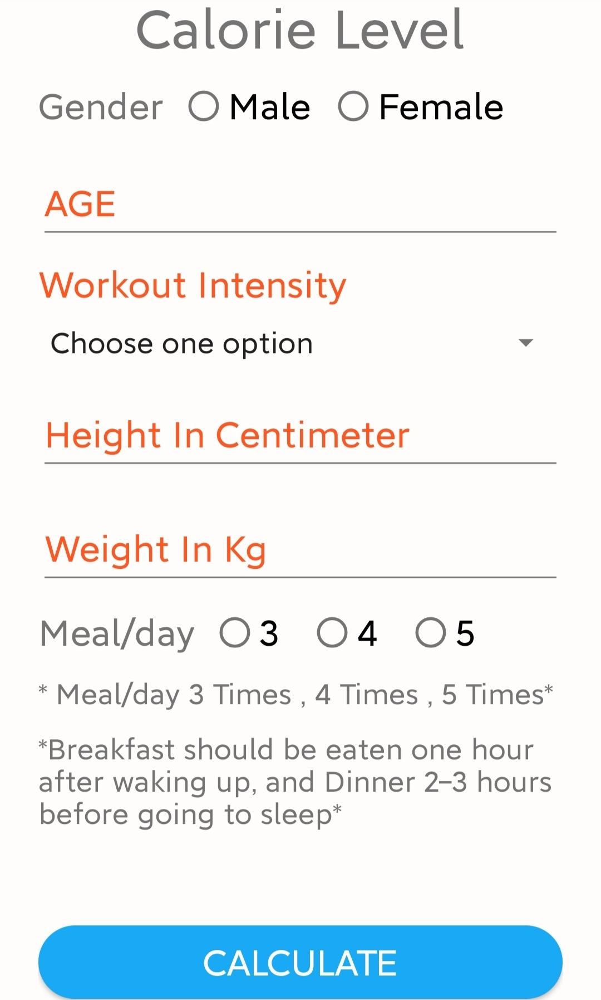 Calorie Level
Gender Male Female
AGE
Workout Intensity
Choose one option
Height In Centimeter
Weight In Kg
Meal/day 3 4 5
* Meal/day 3 Times , 4 Times , 5 Times*
*Breakfast should be eaten one hour
after waking up, and Dinner 2–3 hours
before going to sleep*
CALCULATE